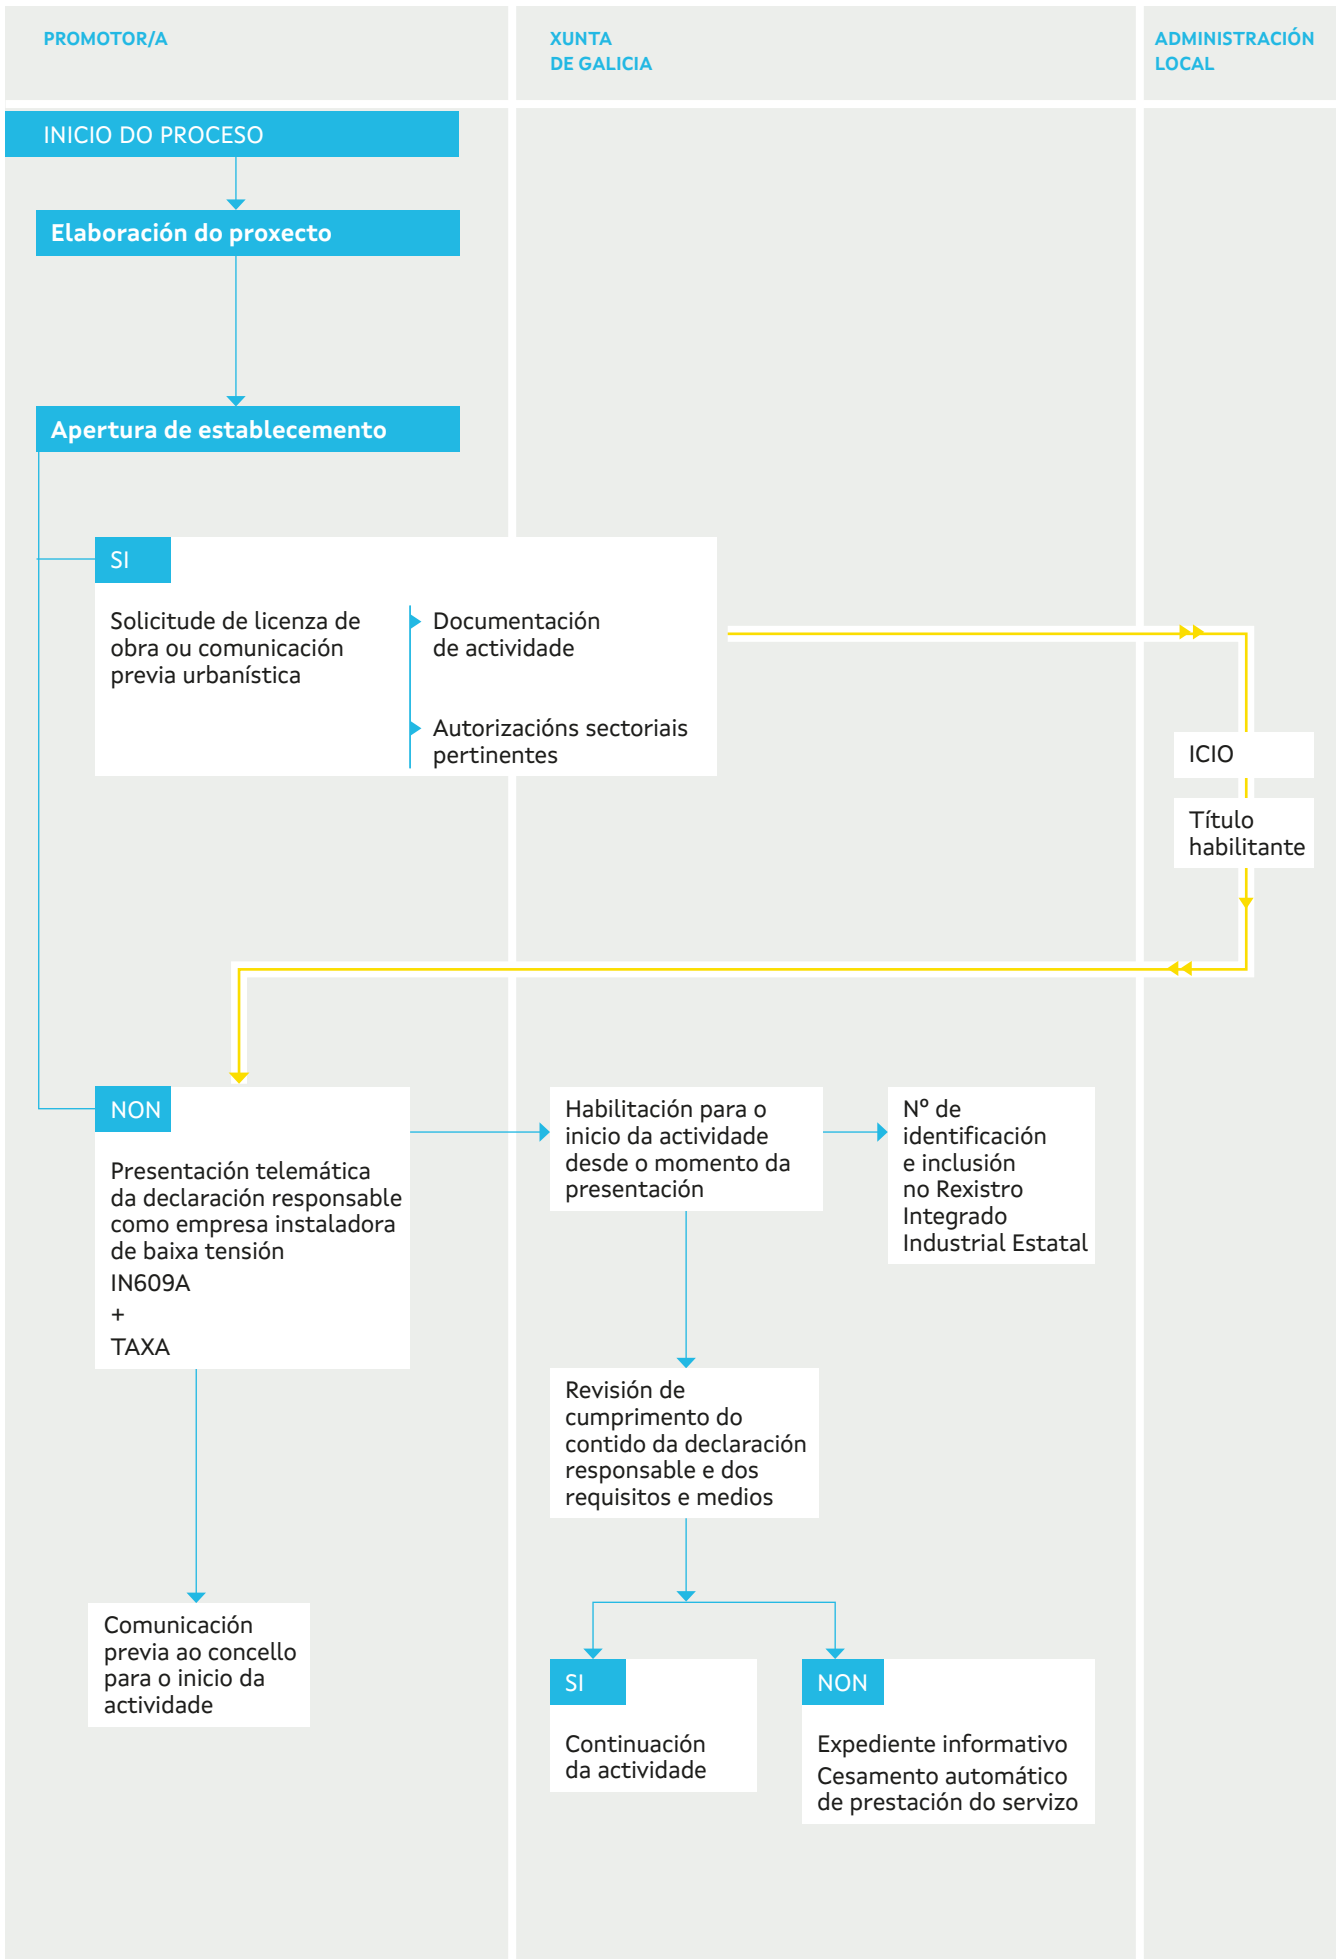 PROMOTOR/A
XUNTA
DE GALICIA
ADMINISTRACIÓN
LOCAL
INICIO DO PROCESO
Elaboración do proxecto
Apertura de establecemento
SI
Solicitude de licenza de
obra ou comunicación
previa urbanística
Documentación
de actividade
Autorizacións sectoriais
pertinentes
ICIO
Título
habilitante
NON
Presentación telemática
da declaración responsable
como empresa instaladora
de baixa tensión
IN609A
+
TAXA
Habilitación para o
inicio da actividade
desde o momento da
presentación
Nº de
identificación
e inclusión
no Rexistro
Integrado
Industrial Estatal
Revisión de
cumprimento do
contido da declaración
responsable e dos
requisitos e medios
Comunicación
previa ao concello
para o inicio da
actividade
SI
Continuación
da actividade
NON
Expediente informativo
Cesamento automático
de prestación do servizo